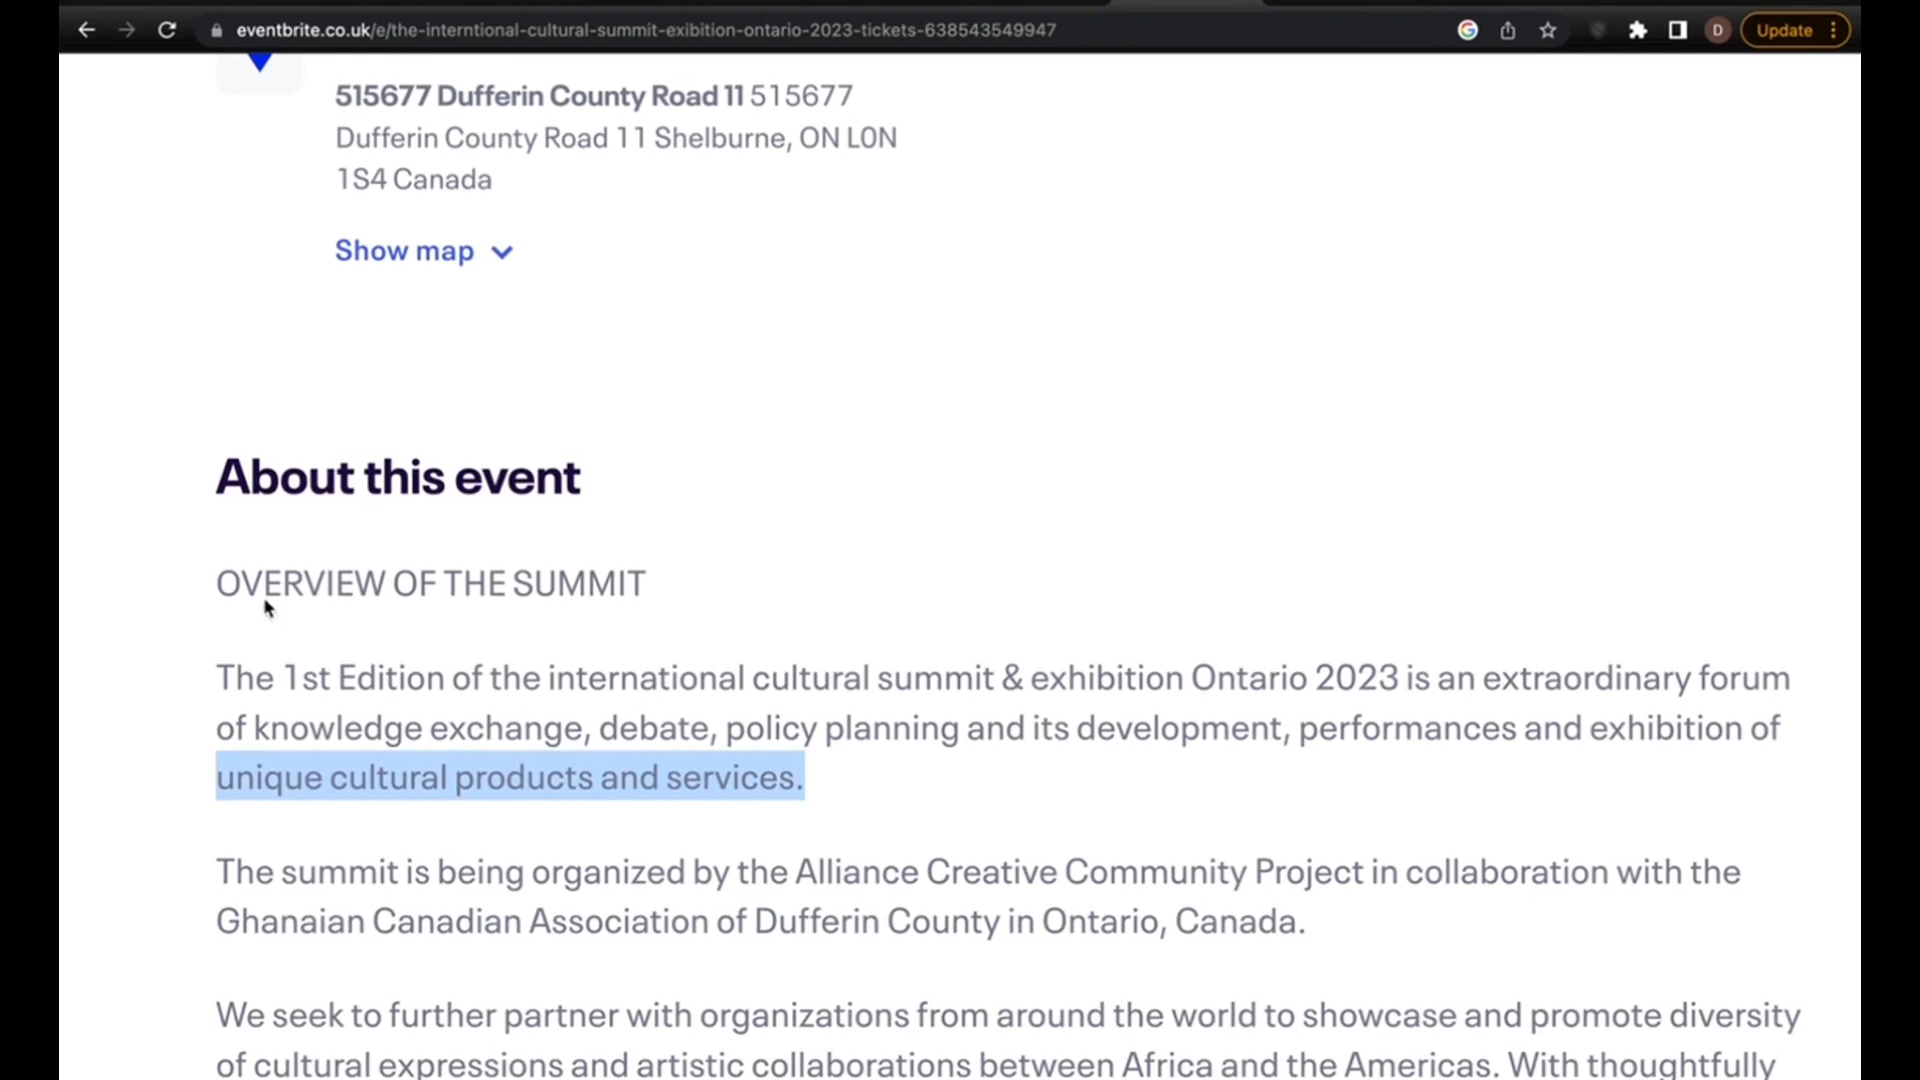 eventbrite.co.uk/e/the-interntional-cultural-summit-exibition-ontario-2023-tickets-638543549947
D
Update
515677 Dufferin County Road 11 515677
Dufferin County Road 11 Shelburne, ON L0N
1S4 Canada
Show map
About this event
OVERVIEW OF THE SUMMIT
The 1st Edition of the international cultural summit & exhibition Ontario 2023 is an extraordinary forum
of knowledge exchange, debate, policy planning and its development, performances and exhibition of
unique cultural products and services.
The summit is being organized by the Alliance Creative Community Project in collaboration with the
Ghanaian Canadian Association of Dufferin County in Ontario, Canada.
We seek to further partner with organizations from around the world to showcase and promote diversity
of cultural expressions and artistic collaborations between Africa and the Americas. With thoughtfully